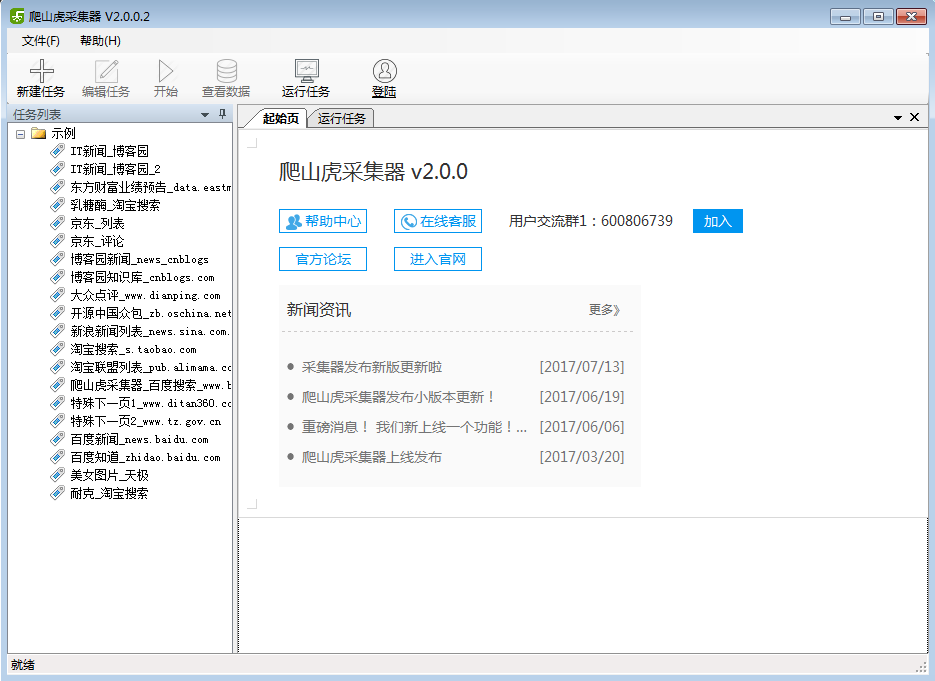 爬山虎采集器 V2.0.0.2
文件(F) 帮助(H)
新建任务 编辑任务 开始 查看数据 运行任务 登陆
任务列表
示例
IT新闻_博客园
IT新闻_博客园_2
东方财富业绩预告_data.eastm
乳糖酶_淘宝搜索
京东_列表
京东_评论
博客园新闻_news_cnblogs
博客园知识库_cnblogs.com
大众点评_www.dianping.com
开源中国众包_zb.oschina.net
新浪新闻列表_news.sina.com.
淘宝搜索_s.taobao.com
淘宝联盟列表_pub.alimama.co
爬山虎采集器_百度搜索_www.b
特殊下一页1_www.ditan360.co
特殊下一页2_www.tz.gov.cn
百度新闻_news.baidu.com
百度知道_zhidao.baidu.com
美女图片_天极
耐克_淘宝搜索
起始页 运行任务
爬山虎采集器 v2.0.0
帮助中心 在线客服 用户交流群1：600806739 加入
官方论坛 进入官网
新闻资讯 更多》
采集器发布新版更新啦 [2017/07/13]
爬山虎采集器发布小版本更新！ [2017/06/19]
重磅消息！ 我们新上线一个功能！... [2017/06/06]
爬山虎采集器上线发布 [2017/03/20]
就绪